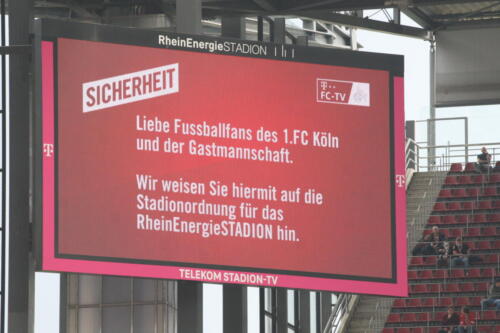 RheinEnergieSTADION
SICHERHEIT
T
FC-TV
Liebe Fussballfans des 1.FC Köln
und der Gastmannschaft.
Wir weisen Sie hiermit auf die
Stadionordnung für das
RheinEnergieSTADION hin.
T
T
TELEKOM STADION-TV